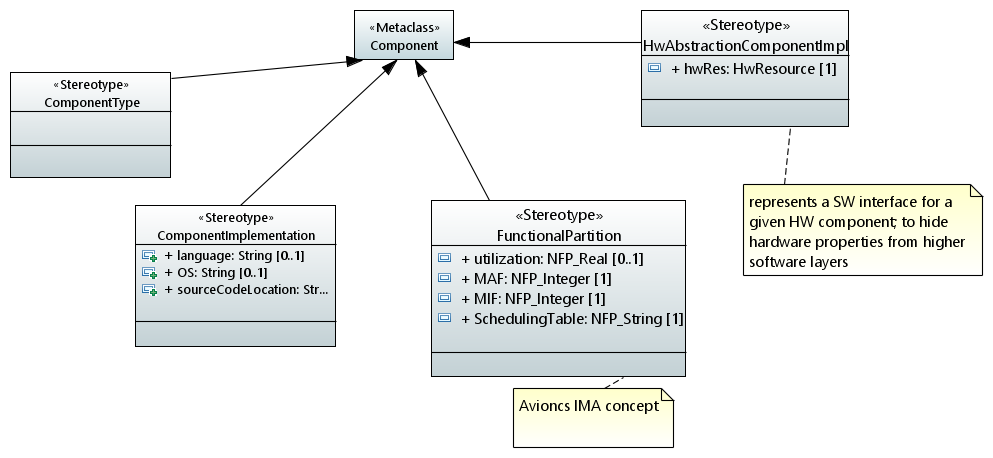 «Metaclass»
Component
«Stereotype»
HwAbstractionComponentImpl
+ hwRes: HwResource [1]
«Stereotype»
ComponentType
represents a SW interface for a
given HW component; to hide
hardware properties from higher
software layers
«Stereotype»
ComponentImplementation
+ language: String [0..1]
+ OS: String [0..1]
+ sourceCodeLocation: Str...
«Stereotype»
FunctionalPartition
+ utilization: NFP_Real [0..1]
+ MAF: NFP_Integer [1]
+ MIF: NFP_Integer [1]
+ SchedulingTable: NFP_String [1]
Avioncs IMA concept